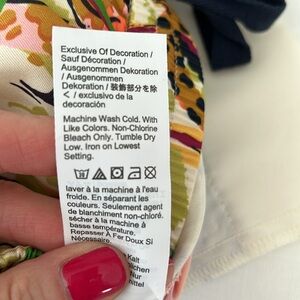 Exclusive Of Decoration /
Sauf Décoration /
Ausgenommen Dekoration
/ Ausgenommen
Dekoration / 装飾部分を除
く / exclusivo de la
decoración
Machine Wash Cold. With
Like Colors. Non-Chlorine
Bleach Only. Tumble Dry
Low. Iron on Lowest
Setting.
laver à la machine à l'eau
froide. En séparant les
couleurs. Seulement agent
de blanchiment non-chloré.
sécher à la machine à
basse température.
Repasser À Fer Doux Si
Nécessaire.
Kalt